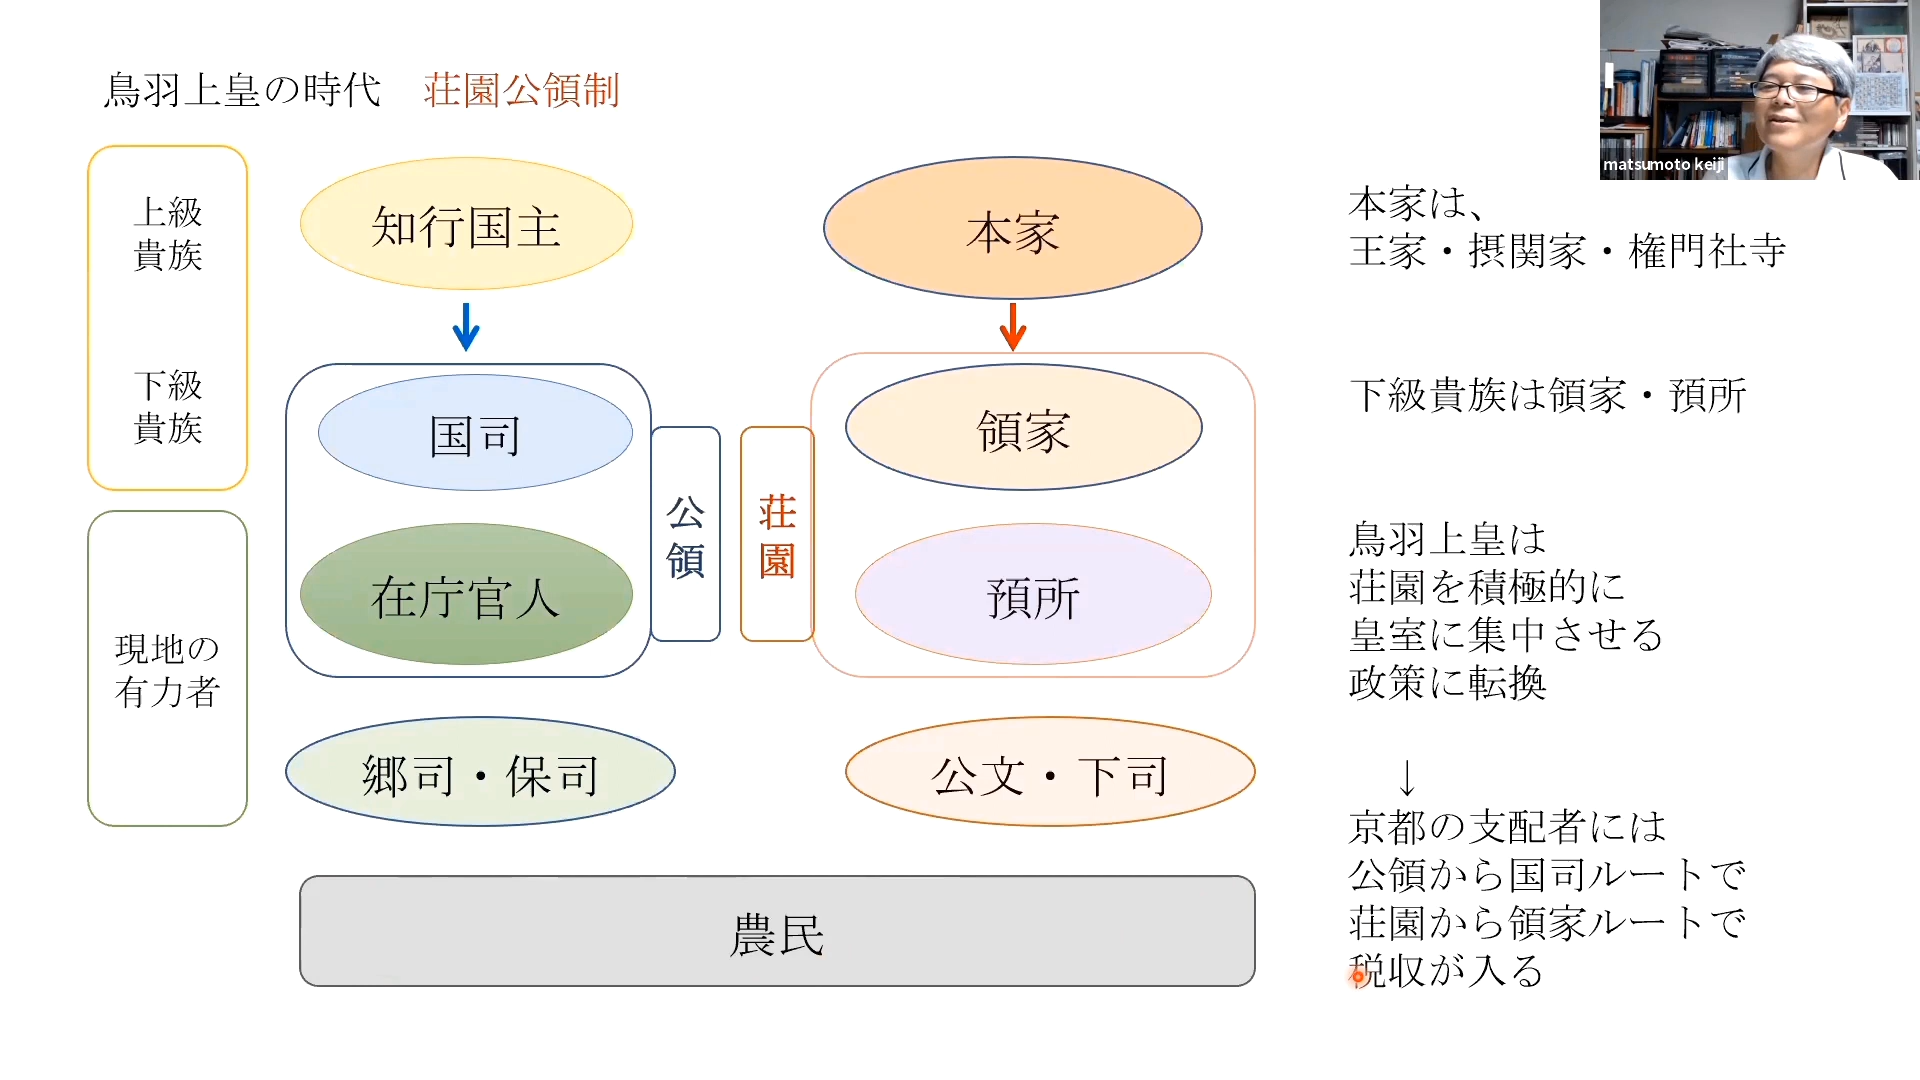 鳥羽上皇の時代　荘園公領制
matsumoto keiji
上級
貴族
下級
貴族
現地の
有力者
知行国主
国司
在庁官人
郷司・保司
公
領
荘
園
本家
領家
預所
公文・下司
農民
本家は、
王家・摂関家・権門社寺
下級貴族は領家・預所
鳥羽上皇は
荘園を積極的に
皇室に集中させる
政策に転換
↓
京都の支配者には
公領から国司ルートで
荘園から領家ルートで
税収が入る